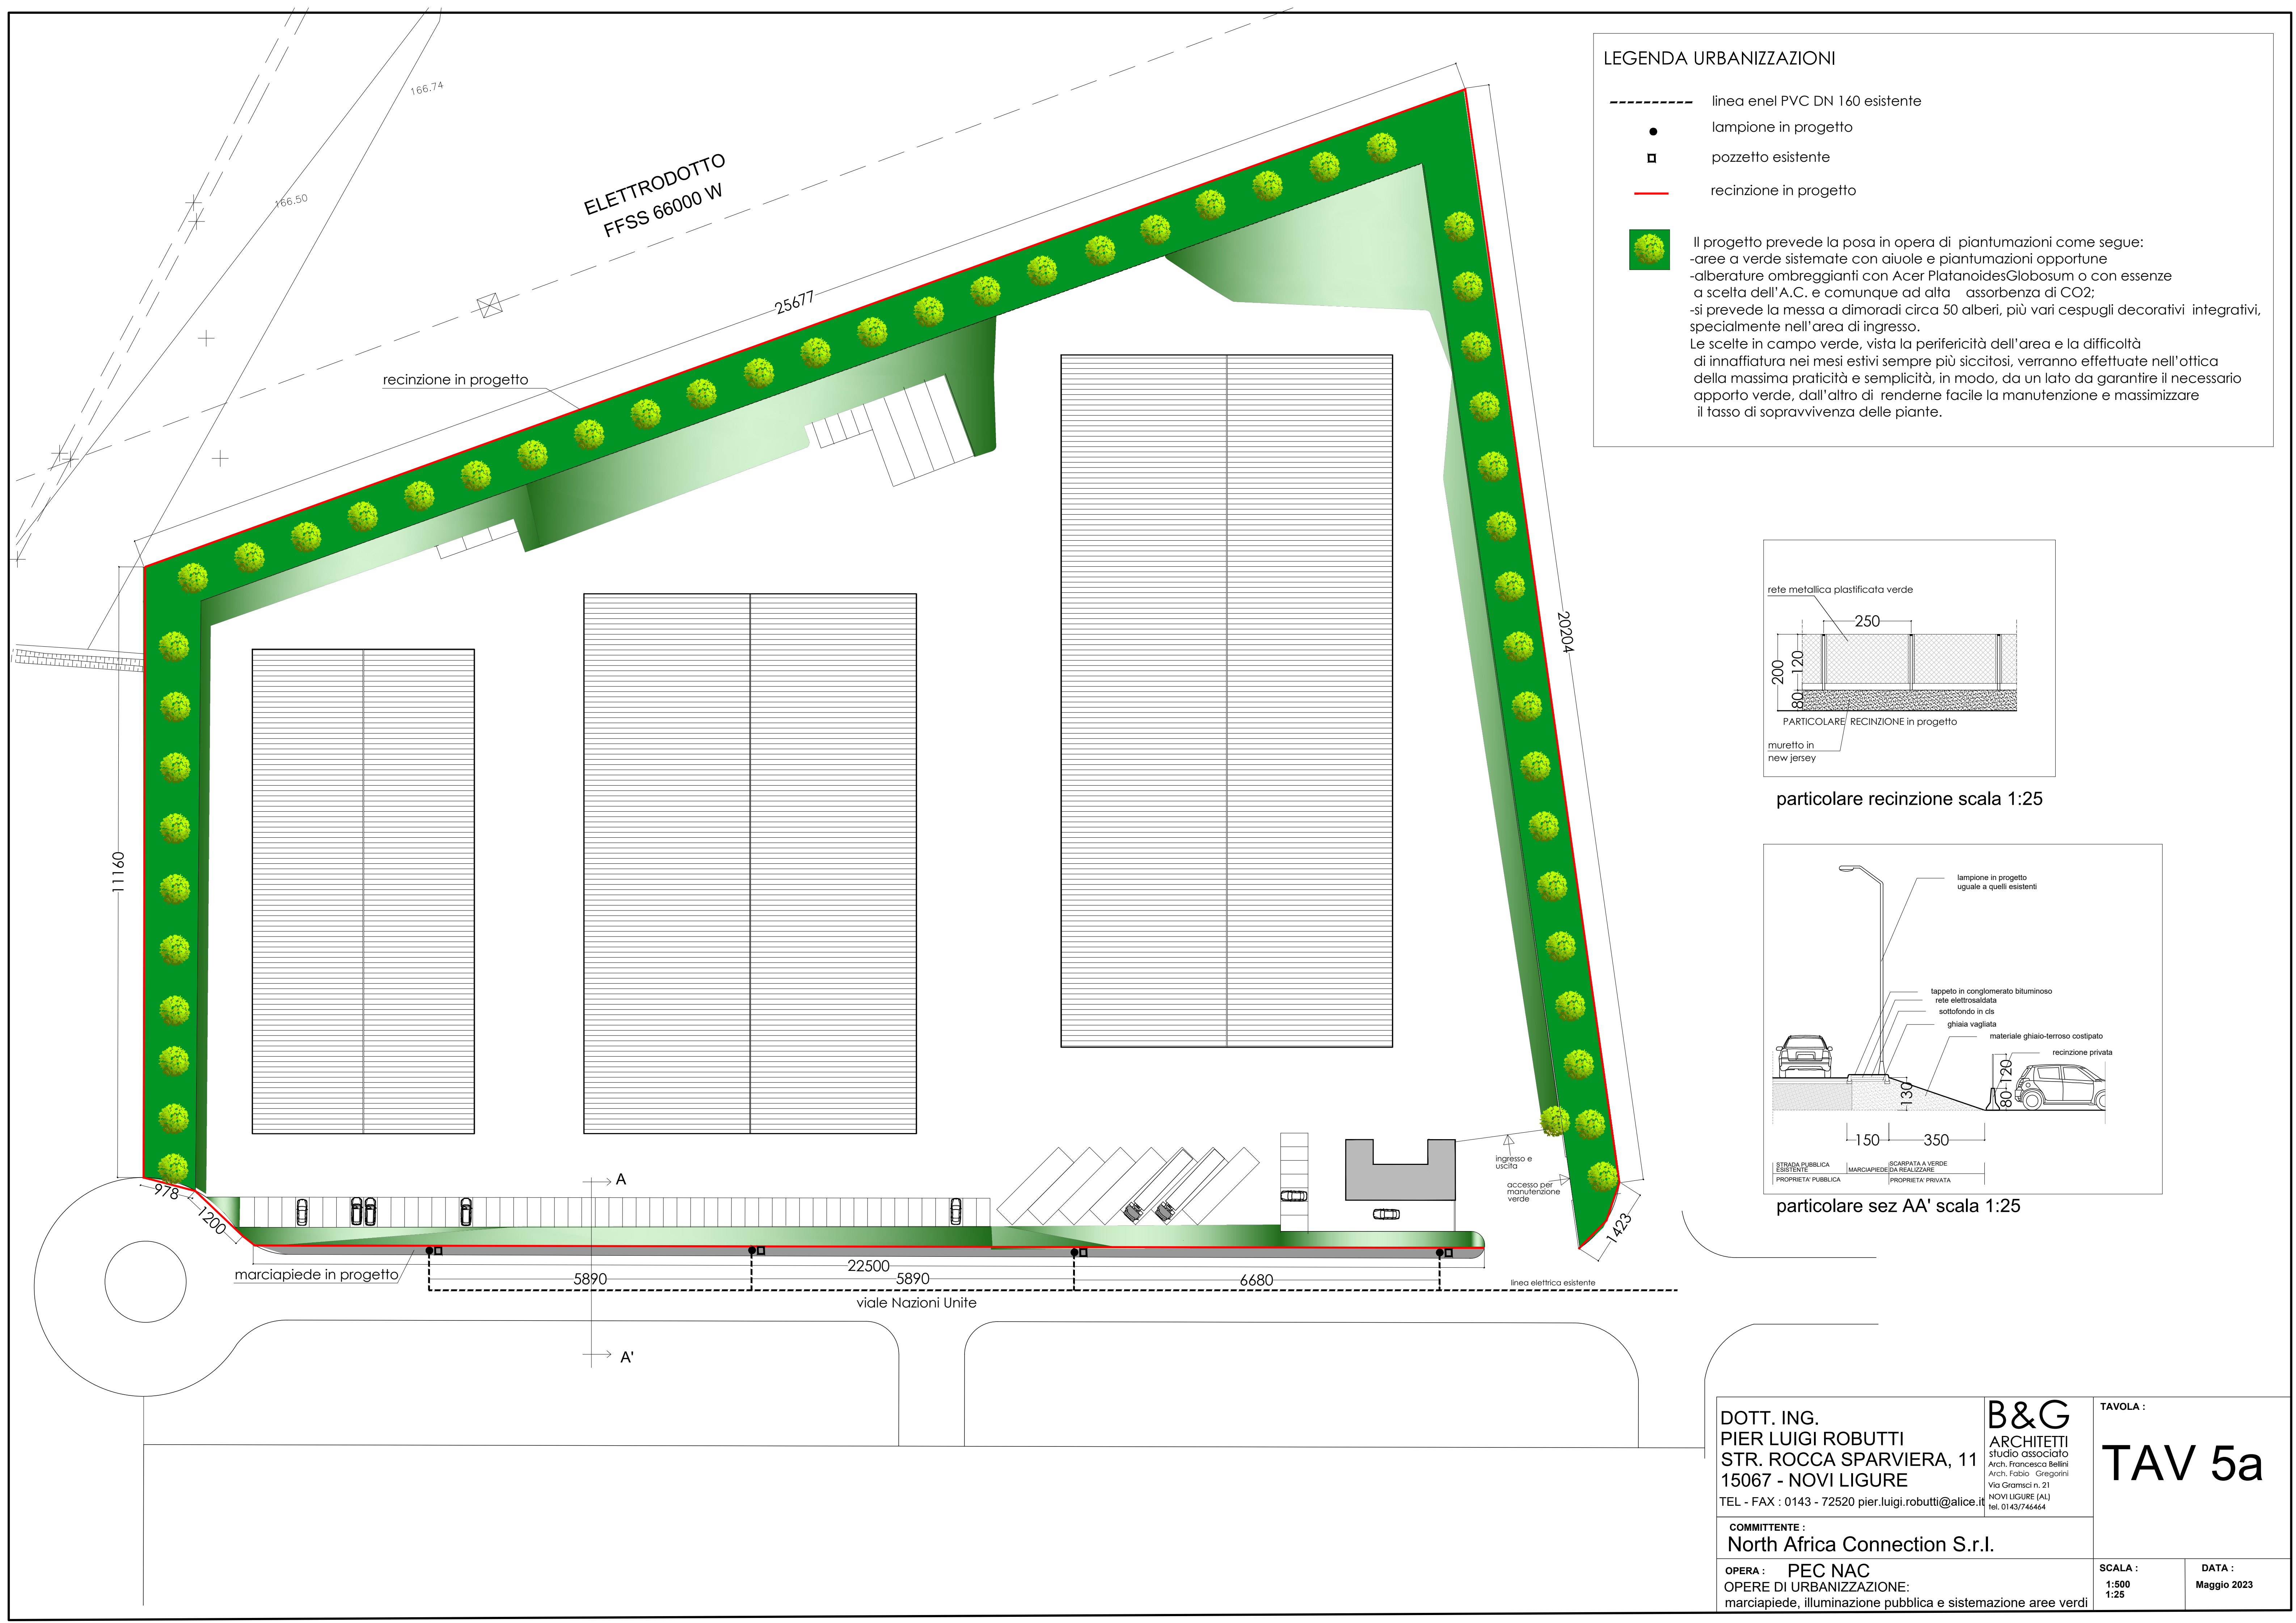 166.74
166.50
ELETTRODOTTO
FFSS 66000 W
25677
recinzione in progetto
20204
11160
978
1200
marciapiede in progetto
A
A'
22500
5890
5890
6680
viale Nazioni Unite
linea elettrica esistente
ingresso e
uscita
accesso per
manutenzione
verde
1423
LEGENDA URBANIZZAZIONI
linea enel PVC DN 160 esistente
lampione in progetto
pozzetto esistente
recinzione in progetto
Il progetto prevede la posa in opera di piantumazioni come segue:
-aree a verde sistemate con aiuole e piantumazioni opportune
-alberature ombreggianti con Acer PlatanoidesGlobosum o con essenze
a scelta dell'A.C. e comunque ad alta assorbenza di CO2;
-si prevede la messa a dimoradi circa 50 alberi, più vari cespugli decorativi integrativi,
specialmente nell'area di ingresso.
Le scelte in campo verde, vista la perifericità dell'area e la difficoltà
di innaffiatura nei mesi estivi sempre più siccitosi, verranno effettuate nell'ottica
della massima praticità e semplicità, in modo, da un lato da garantire il necessario
apporto verde, dall'altro di renderne facile la manutenzione e massimizzare
il tasso di sopravvivenza delle piante.
rete metallica plastificata verde
250
200
120
80
PARTICOLARE RECINZIONE in progetto
muretto in
new jersey
particolare recinzione scala 1:25
lampione in progetto
uguale a quelli esistenti
tappeto in conglomerato bituminoso
rete elettrosaldata
sottofondo in cls
ghiaia vagliata
materiale ghiaio-terroso costipato
recinzione privata
130
80
120
150
350
STRADA PUBBLICA
ESISTENTE
MARCIAPIEDE
SCARPATA A VERDE
DA REALIZZARE
PROPRIETA' PUBBLICA
PROPRIETA' PRIVATA
particolare sez AA' scala 1:25
DOTT. ING.
PIER LUIGI ROBUTTI
STR. ROCCA SPARVIERA, 11
15067 - NOVI LIGURE
TEL - FAX : 0143 - 72520 pier.luigi.robutti@alice.it
B&G
ARCHITETTI
studio associato
Arch. Francesca Bellini
Arch. Fabio Gregorini
Via Gramsci n. 21
NOVI LIGURE (AL)
tel. 0143/746464
TAVOLA :
TAV 5a
COMMITTENTE :
North Africa Connection S.r.l.
OPERA : PEC NAC
OPERE DI URBANIZZAZIONE:
marciapiede, illuminazione pubblica e sistemazione aree verdi
SCALA :
1:500
1:25
DATA :
Maggio 2023